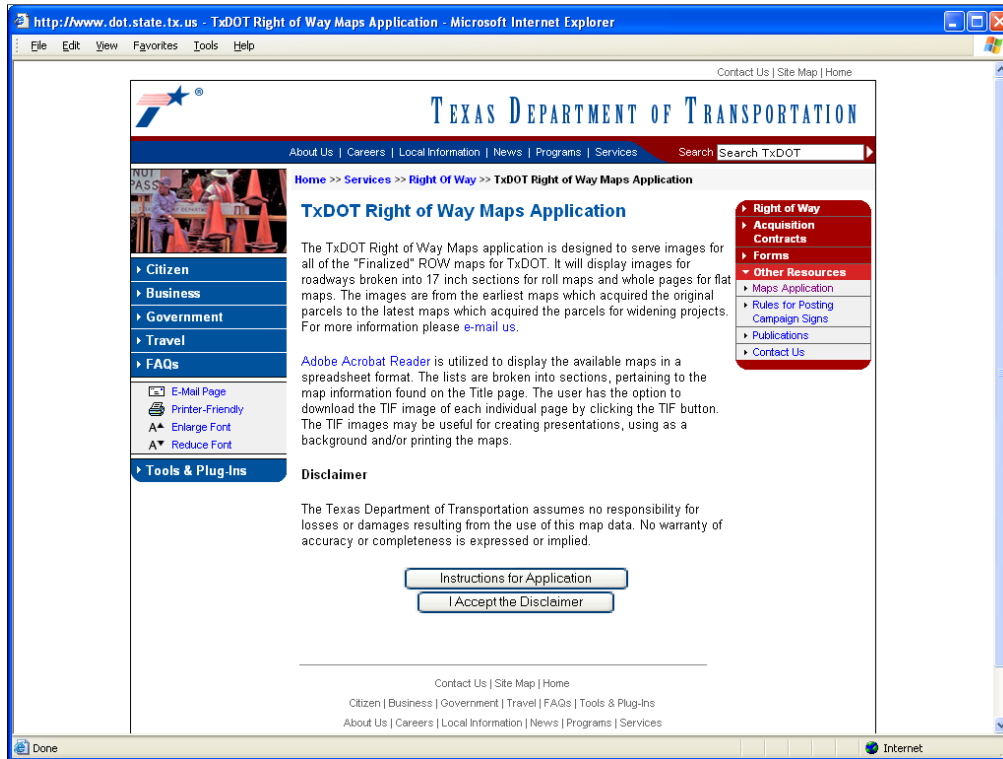 http://www.dot.state.tx.us - TxDOT Right of Way Maps Application - Microsoft Internet Explorer
File Edit View Favorites Tools Help
Contact Us | Site Map | Home
®
TEXAS DEPARTMENT OF TRANSPORTATION
About Us | Careers | Local Information | News | Programs | Services
Search Search TxDOT
NOT
PASS
Home >> Services >> Right Of Way >> TxDOT Right of Way Maps Application
TxDOT Right of Way Maps Application
The TxDOT Right of Way Maps application is designed to serve images for
all of the "Finalized" ROW maps for TxDOT. It will display images for
roadways broken into 17 inch sections for roll maps and whole pages for flat
maps. The images are from the earliest maps which acquired the original
parcels to the latest maps which acquired the parcels for widening projects.
For more information please e-mail us.
Adobe Acrobat Reader is utilized to display the available maps in a
spreadsheet format. The lists are broken into sections, pertaining to the
map information found on the Title page. The user has the option to
download the TIF image of each individual page by clicking the TIF button.
The TIF images may be useful for creating presentations, using as a
background and/or printing the maps.
Disclaimer
The Texas Department of Transportation assumes no responsibility for
losses or damages resulting from the use of this map data. No warranty of
accuracy or completeness is expressed or implied.
Instructions for Application
I Accept the Disclaimer
Citizen
Business
Government
Travel
FAQs
E-Mail Page
Printer-Friendly
A Enlarge Font
A Reduce Font
Tools & Plug-Ins
Right of Way
Acquisition
Contracts
Forms
Other Resources
Maps Application
Rules for Posting
Campaign Signs
Publications
Contact Us
Contact Us | Site Map | Home
Citizen | Business | Government | Travel | FAQs | Tools & Plug-Ins
About Us | Careers | Local Information | News | Programs | Services
Done
Internet